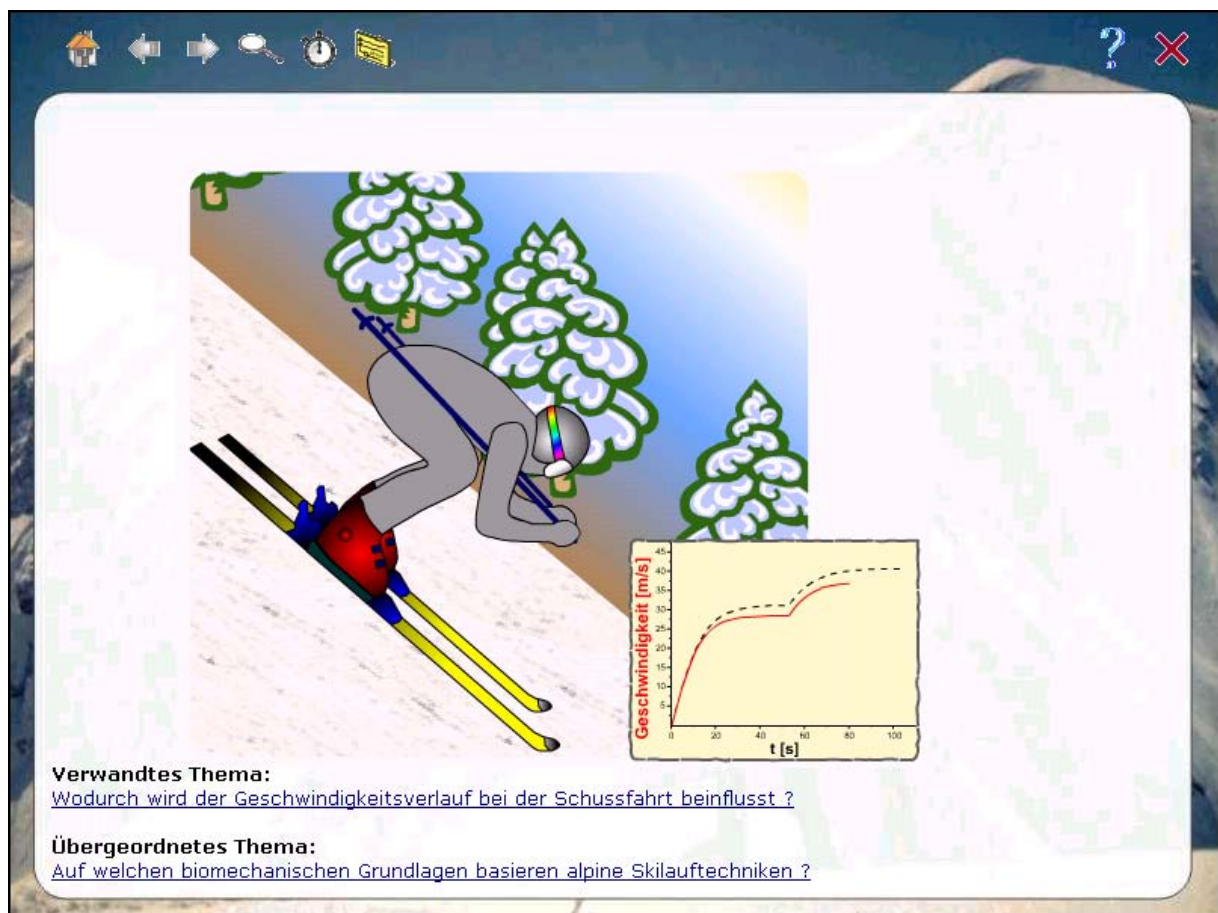 ?
Geschwindigkeit [m/s]
45
40
35
30
25
20
15
10
5
0
20
40
60
80
100
t [s]
Verwandtes Thema:
Wodurch wird der Geschwindigkeitsverlauf bei der Schussfahrt beinflusst ?
Übergeordnetes Thema:
Auf welchen biomechanischen Grundlagen basieren alpine Skilauftechniken ?